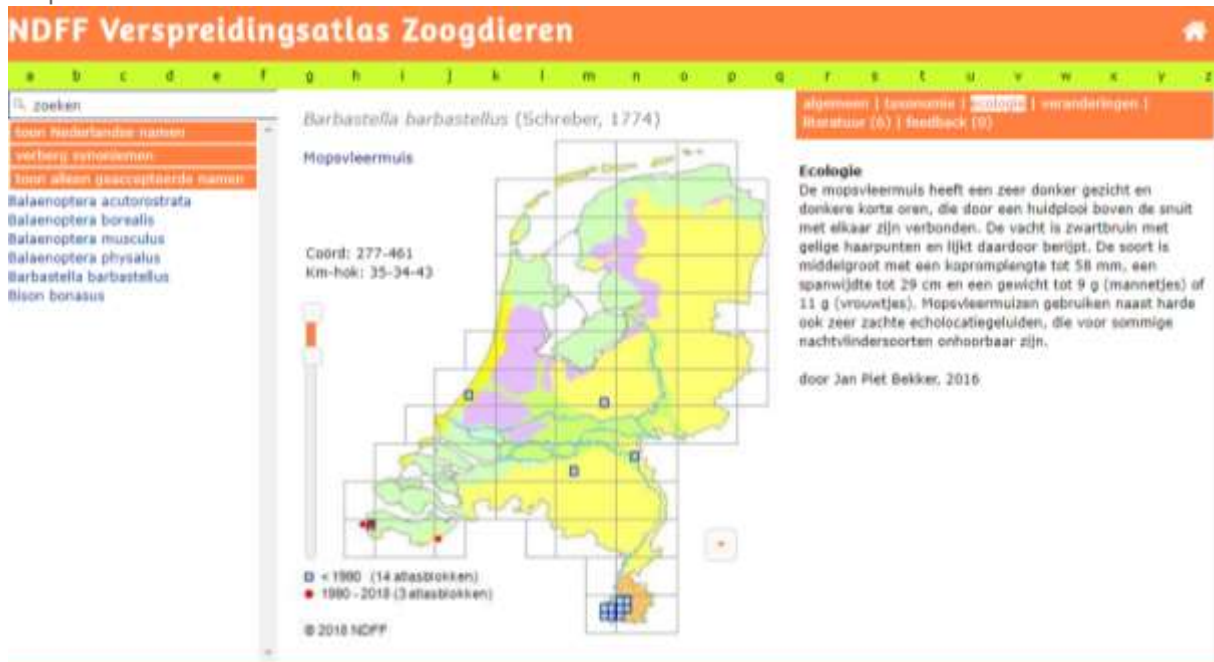 NDFF Verspreidingsatlas Zoogdieren
a b c d e f g h i j k l m n o p q r s t u v w x y z
zoeken
toon Nederlandse namen
verberg synoniemen
toon alleen geaccepteerde namen
Balaenoptera acutorostrata
Balaenoptera borealis
Balaenoptera musculus
Balaenoptera physalus
Barbastella barbastellus
Bison bonasus
Barbastella barbastellus (Schreber, 1774)
Mopsvleermuis
Coord: 277-461
Km-hok: 35-34-43
< 1980 (14 atlasblokken)
1980 - 2018 (3 atlasblokken)
© 2018 NDFF
algemeen | taxonomie | ecologie | veranderingen |
literatuur (6) | feedback (0)
Ecologie
De mopsvleermuis heeft een zeer donker gezicht en
donkere korte oren, die door een huidplooi boven de snuit
met elkaar zijn verbonden. De vacht is zwartbruin met
gelige haarpunten en lijkt daardoor berijpt. De soort is
middelgroot met een kopromplengte tot 58 mm, een
spanwijdte tot 29 cm en een gewicht tot 9 g (mannetjes) of
11 g (vrouwtjes). Mopsvleermuizen gebruiken naast harde
ook zeer zachte echolocatiegeluiden, die voor sommige
nachtvlindersoorten onhoorbaar zijn.
door Jan Piet Bekker, 2016